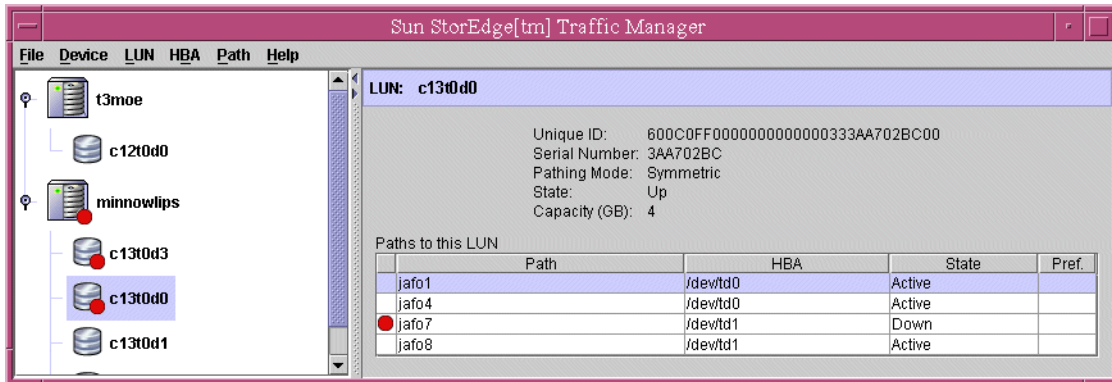 Sun StorEdge[tm] Traffic Manager
File Device LUN HBA Path Help
t3moe
c12t0d0
minnowlips
c13t0d3
c13t0d0
c13t0d1
LUN: c13t0d0
Unique ID: 600C0FF0000000000000333AA702BC00
Serial Number: 3AA702BC
Pathing Mode: Symmetric
State: Up
Capacity (GB): 4
Paths to this LUN
Path HBA State Pref.
jafo1 /dev/td0 Active
jafo4 /dev/td0 Active
jafo7 /dev/td1 Down
jafo8 /dev/td1 Active